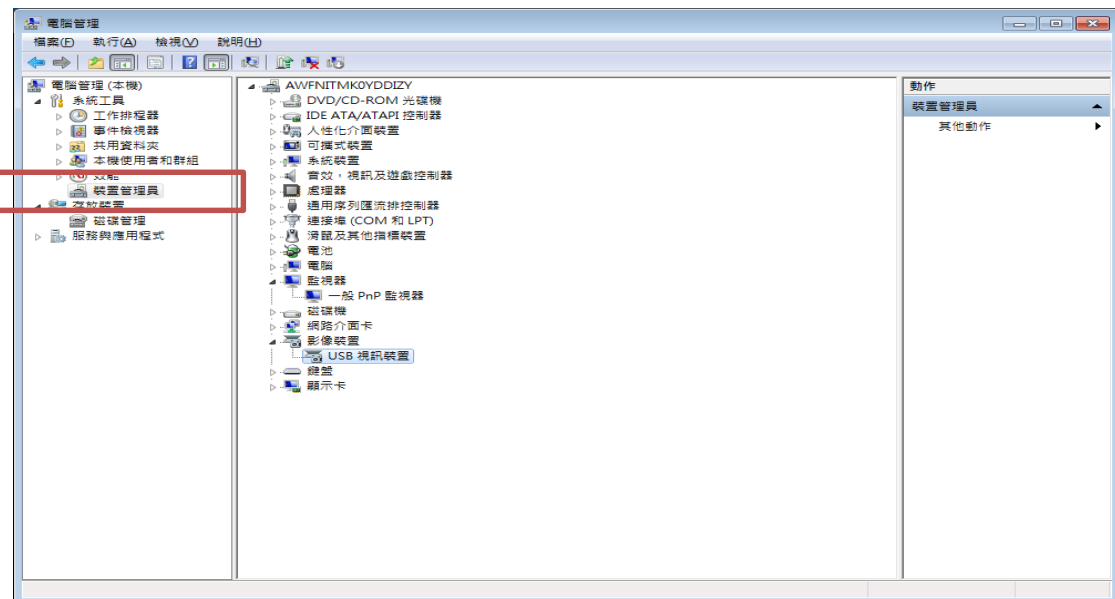 電腦管理
檔案(F) 執行(A) 檢視(V) 說明(H)
電腦管理 (本機)
系統工具
工作排程器
事件檢視器
共用資料夾
本機使用者和群組
效能
裝置管理員
存放裝置
磁碟管理
服務與應用程式
AWFNITMK0YDDIZY
DVD/CD-ROM 光碟機
IDE ATA/ATAPI 控制器
人性化介面裝置
可攜式裝置
系統裝置
音效，視訊及遊戲控制器
處理器
通用序列匯流排控制器
連接埠 (COM 和 LPT)
滑鼠及其他指標裝置
電池
電腦
監視器
一般 PnP 監視器
磁碟機
網路介面卡
影像裝置
USB 視訊裝置
鍵盤
顯示卡
動作
裝置管理員
其他動作